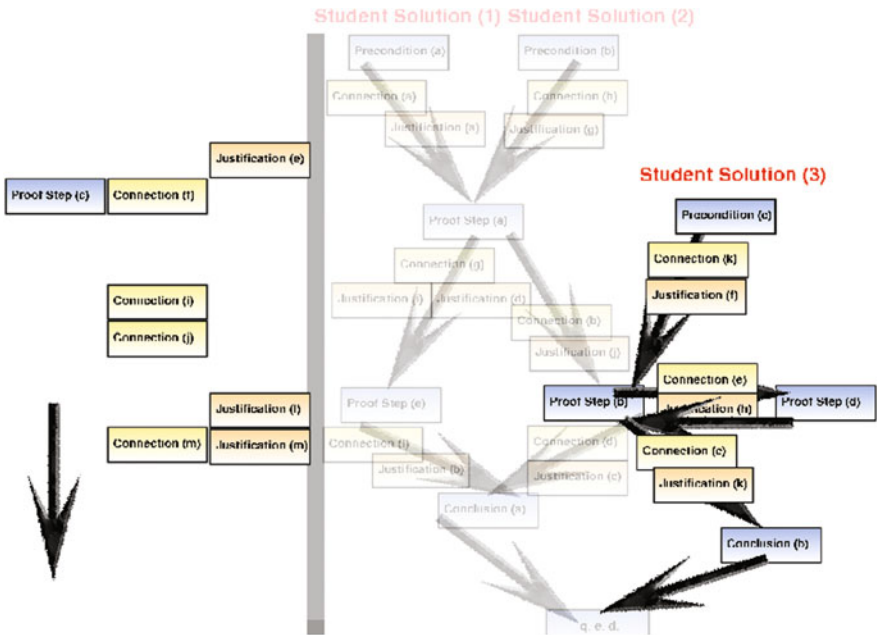 Student Solution (1) Student Solution (2)
Precondition (a)
Precondition (b)
Connection (a)
Connection (h)
Justification (a)
Justification (g)
Justification (e)
Student Solution (3)
Proof Step (c)
Connection (f)
Proof Step (a)
Precondition (c)
Connection (g)
Connection (k)
Justification (i)
Justification (d)
Justification (f)
Connection (i)
Connection (b)
Connection (j)
Justification (j)
Connection (e)
Proof Step (e)
Proof Step (b)
Justification (h)
Proof Step (d)
Justification (l)
Connection (m)
Justification (m)
Connection (l)
Connection (d)
Connection (c)
Justification (b)
Justification (c)
Justification (k)
Conclusion (a)
Conclusion (b)
q. e. d.